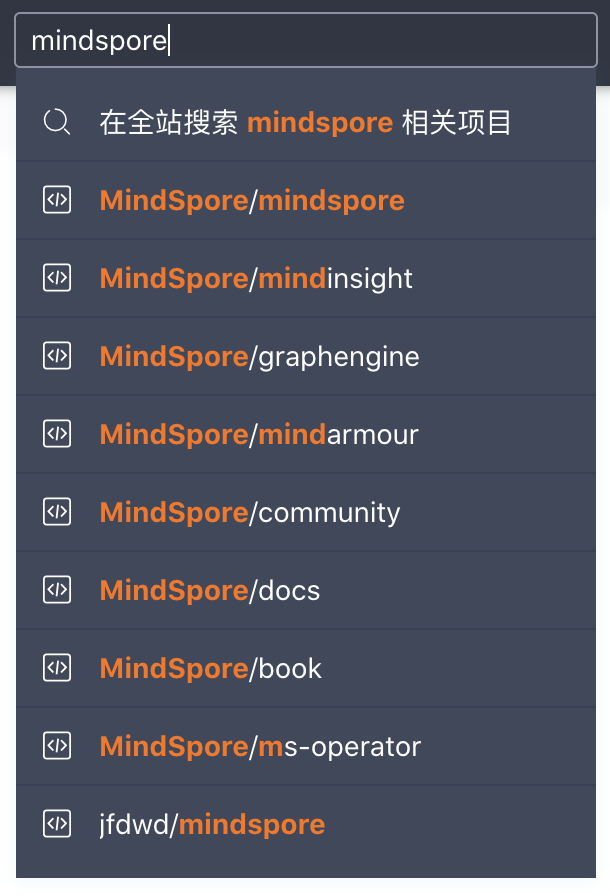 mindspore
在全站搜索 mindspore 相关项目
MindSpore/mindspore
MindSpore/mindinsight
MindSpore/graphengine
MindSpore/mindarmour
MindSpore/community
MindSpore/docs
MindSpore/book
MindSpore/ms-operator
jfdwd/mindspore